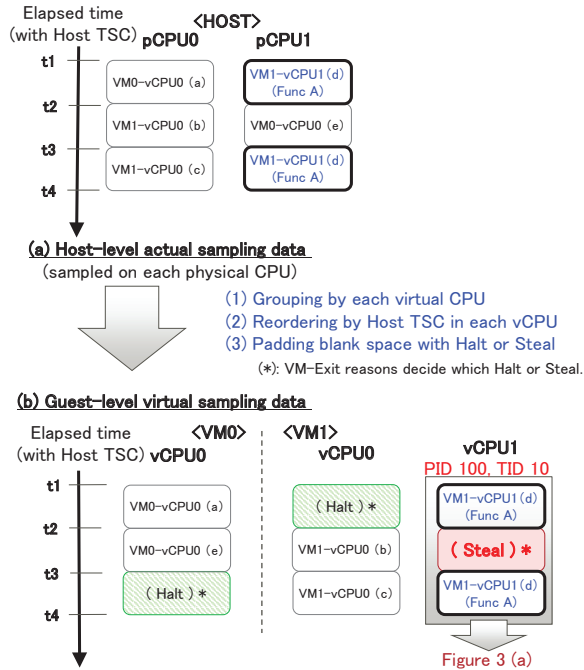 Elapsed time
(with Host TSC)
<HOST>
pCPU0
pCPU1
t1
VM0-vCPU0 (a)
VM1-vCPU1(d)
(Func A)
t2
VM1-vCPU0 (b)
VM0-vCPU0 (e)
t3
VM1-vCPU0 (c)
VM1-vCPU1(d)
(Func A)
t4
(a) Host-level actual sampling data
(sampled on each physical CPU)
(1) Grouping by each virtual CPU
(2) Reordering by Host TSC in each vCPU
(3) Padding blank space with Halt or Steal
(*): VM-Exit reasons decide which Halt or Steal.
(b) Guest-level virtual sampling data
Elapsed time
(with Host TSC)
<VM0>
vCPU0
<VM1>
vCPU0
vCPU1
PID 100, TID 10
t1
VM0-vCPU0 (a)
( Halt ) *
VM1-vCPU1(d)
(Func A)
t2
VM0-vCPU0 (e)
VM1-vCPU0 (b)
( Steal ) *
t3
( Halt ) *
VM1-vCPU0 (c)
VM1-vCPU1(d)
(Func A)
t4
Figure 3 (a)